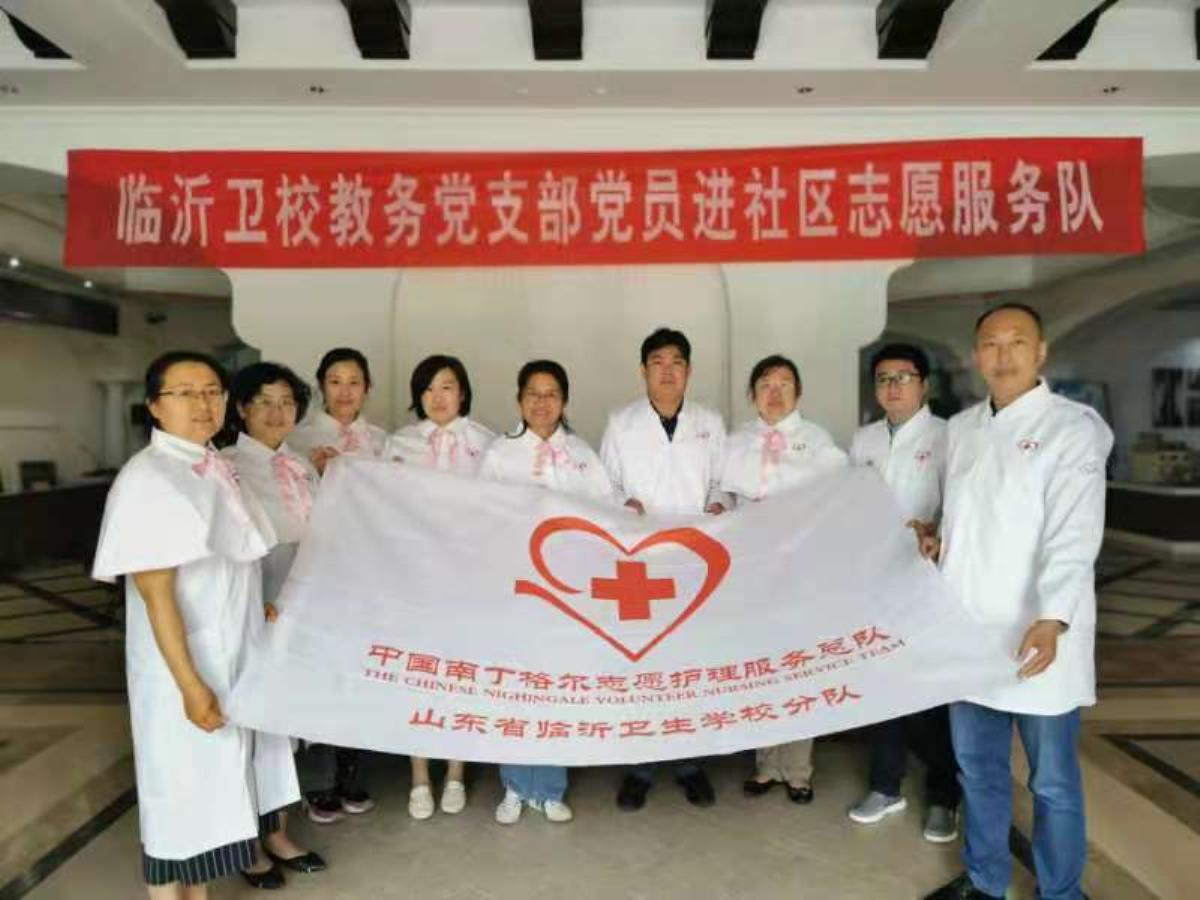 临沂卫校教务党支部党员进社区志愿服务队
中国南丁格尔志愿护理服务总队
THE CHINESE NIGHINGALE VOLUNTEER NURSING SERVICE TEAM
山东省临沂卫生学校分队